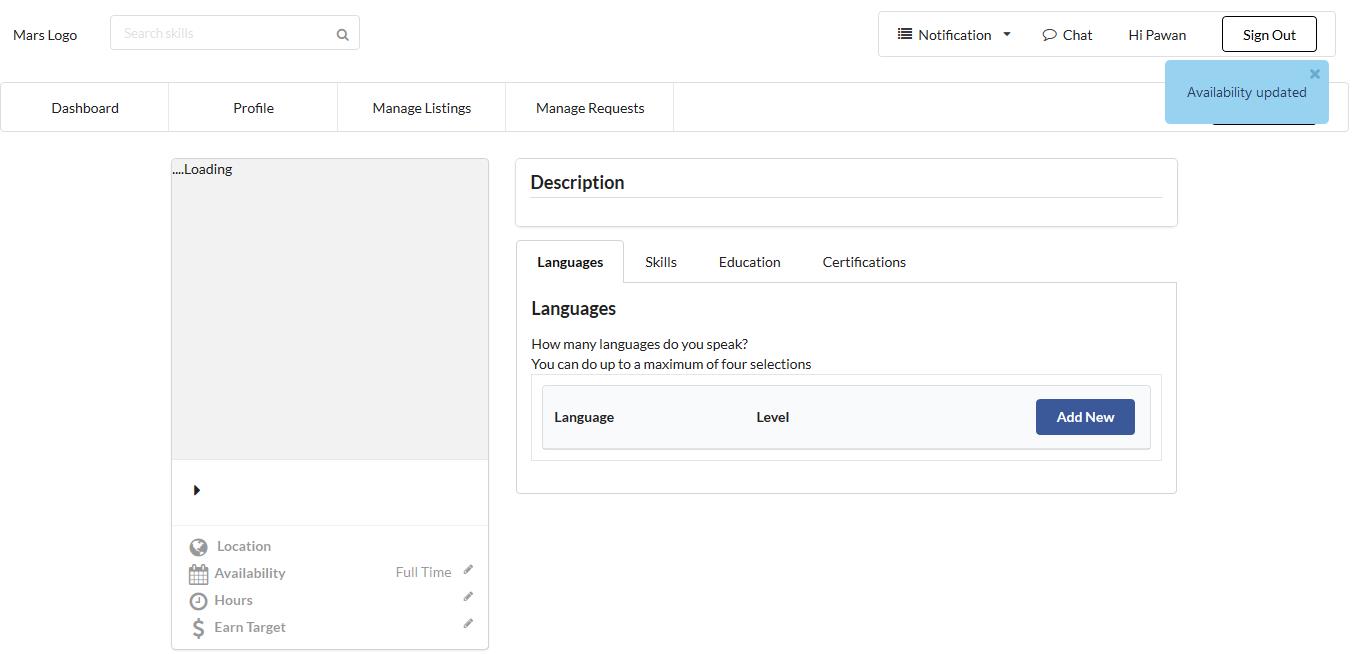 Mars Logo
Search skills
Notification
Chat
Hi Pawan
Sign Out
Availability updated
Dashboard
Profile
Manage Listings
Manage Requests
....Loading
Description
Languages
Skills
Education
Certifications
Languages
How many languages do you speak?
You can do up to a maximum of four selections
Language
Level
Add New
Location
Availability
Full Time
Hours
Earn Target